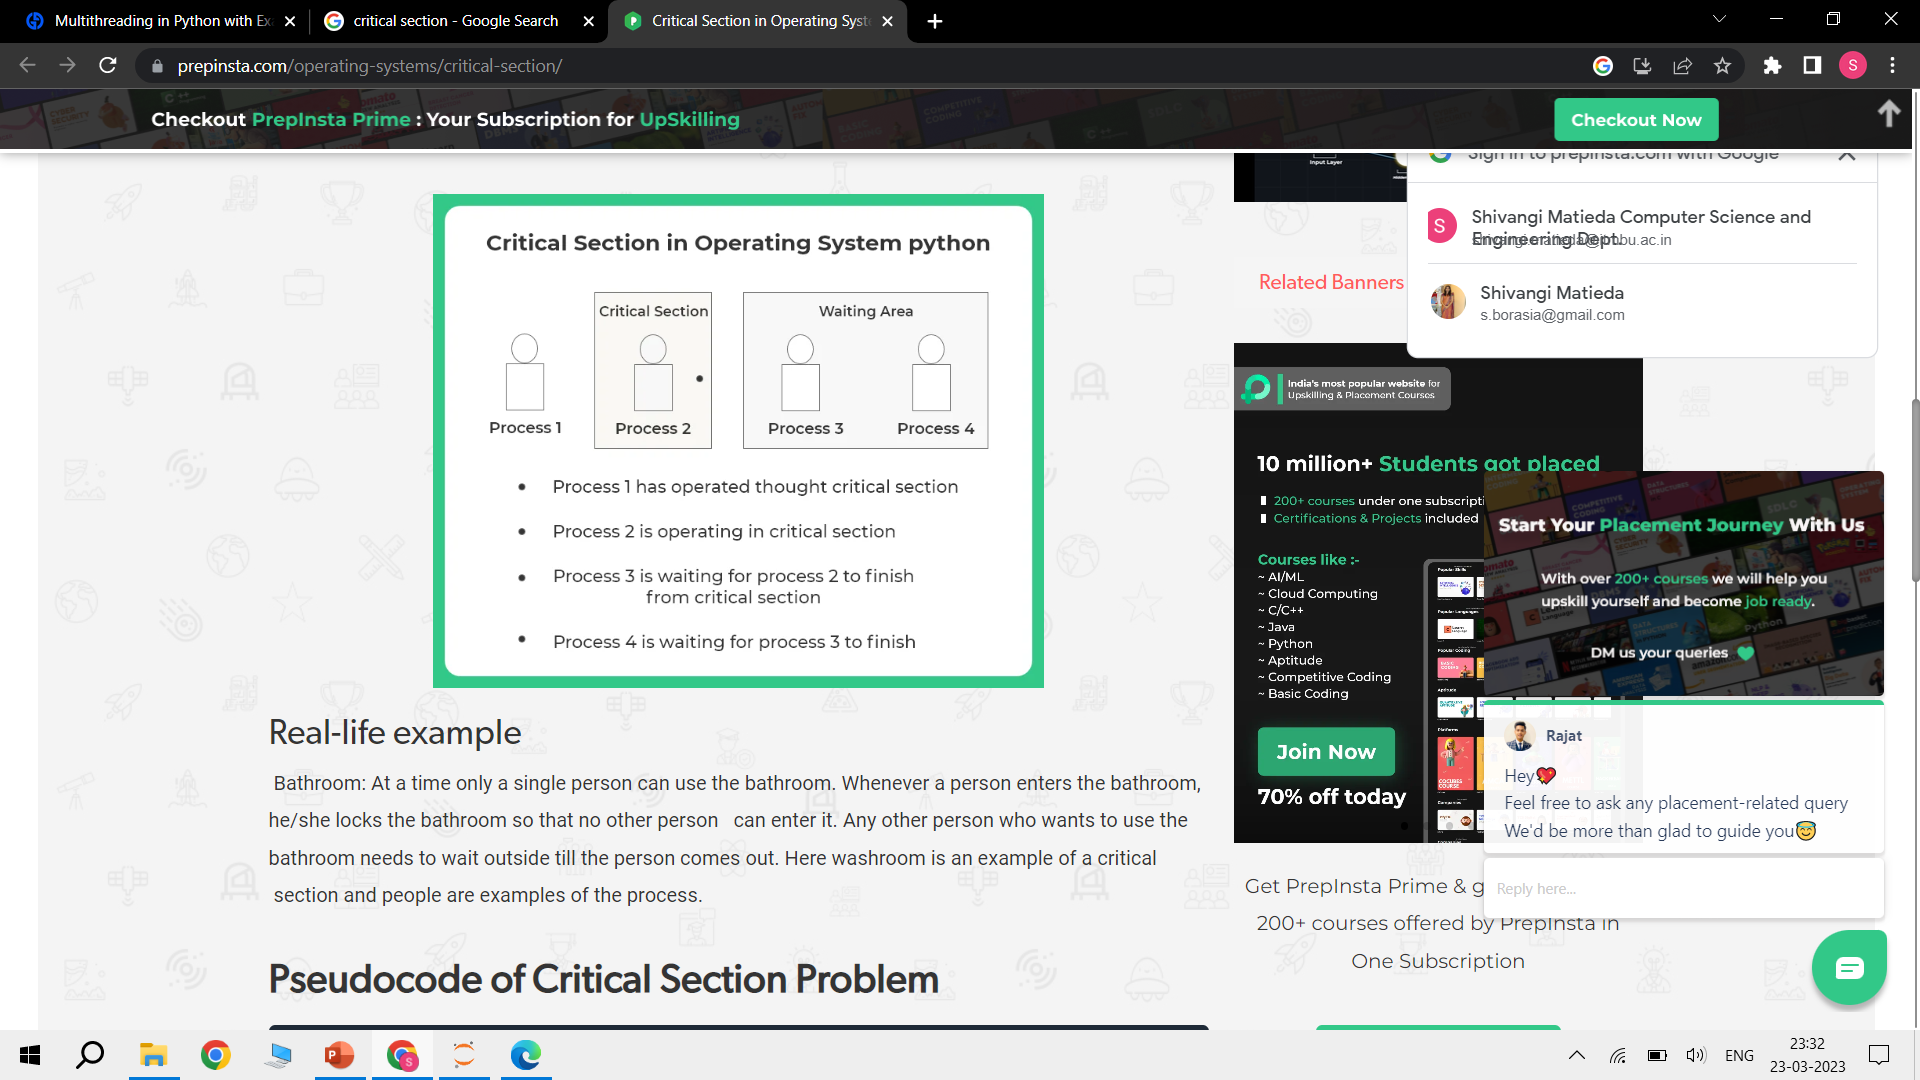 Multithreading in Python with Ex
critical section - Google Search
Critical Section in Operating Syst
prepinsta.com/operating-systems/critical-section/
S
Checkout PrepInsta Prime : Your Subscription for UpSkilling
Checkout Now
Critical Section in Operating System python
Critical Section
Waiting Area
Process 1
Process 2
Process 3
Process 4
Process 1 has operated thought critical section
Process 2 is operating in critical section
Process 3 is waiting for process 2 to finish
from critical section
Process 4 is waiting for process 3 to finish
Real-life example
Bathroom: At a time only a single person can use the bathroom. Whenever a person enters the bathroom,
he/she locks the bathroom so that no other person can enter it. Any other person who wants to use the
bathroom needs to wait outside till the person comes out. Here washroom is an example of a critical
section and people are examples of the process.
Pseudocode of Critical Section Problem
Input Layer
Sign in to prepinsta.com with Google
S
Shivangi Matieda Computer Science and
Engineering Dept.
Shivangi Matieda
s.borasia@gmail.com
Related Banners
India's most popular website for
Upskilling & Placement Courses
10 million+ Students got placed
200+ courses under one subscripti
Certifications & Projects included
Courses like :-
~ AI/ML
~ Cloud Computing
~ C/C++
~ Java
~ Python
~ Aptitude
~ Competitive Coding
~ Basic Coding
Join Now
70% off today
Start Your Placement Journey With Us
With over 200+ courses we will help you
upskill yourself and become job ready.
DM us your queries
Rajat
Hey💖
Feel free to ask any placement-related query
We'd be more than glad to guide you😇
Reply here...
Get PrepInsta Prime & g
200+ courses offered by PrepInsta in
One Subscription
ENG
23:32
23-03-2023